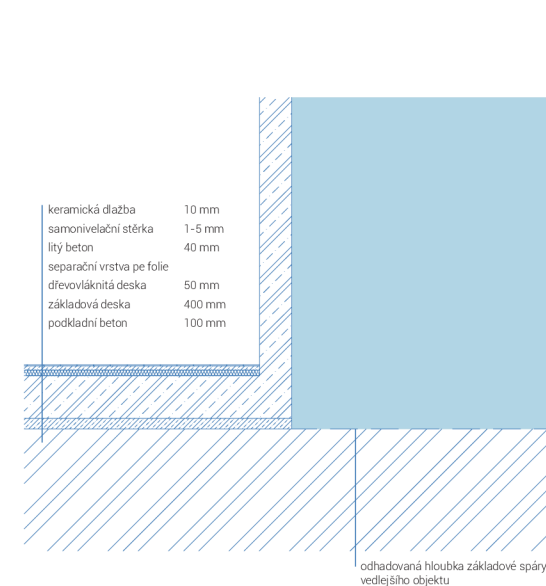 keramická dlažba 10 mm
samonivelační stěrka 1-5 mm
litý beton 40 mm
separační vrstva pe folie
dřevovláknitá deska 50 mm
základová deska 400 mm
podkladní beton 100 mm
odhadovaná hloubka základové spáry
vedlejšího objektu